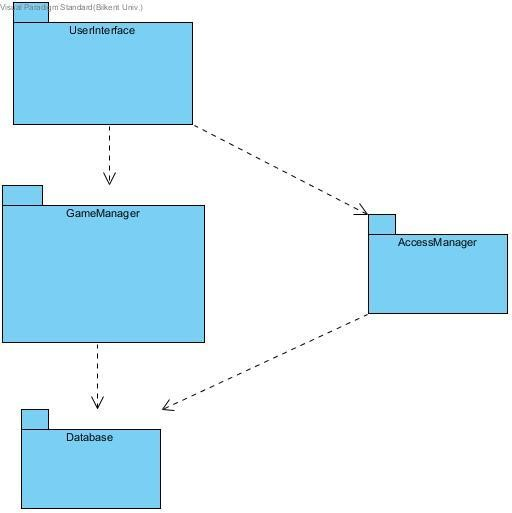 Visual Paradigm Standard(Bilkent Univ.)
UserInterface
GameManager
AccessManager
Database